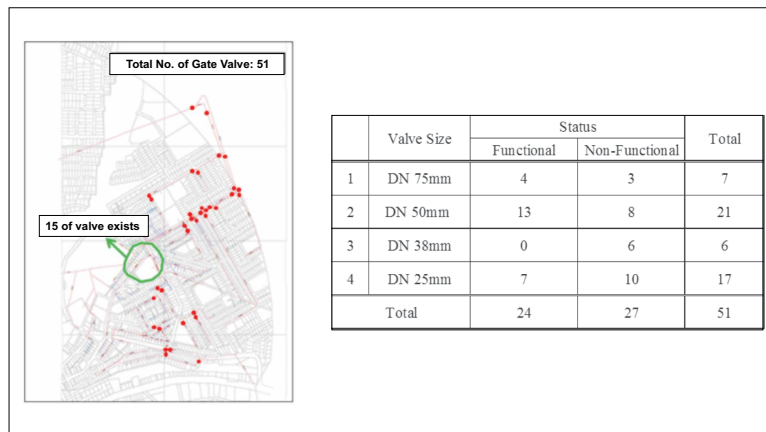 Total No. of Gate Valve: 51
15 of valve exists
Valve Size Status Total
Functional Non-Functional
1 DN 75mm 4 3 7
2 DN 50mm 13 8 21
3 DN 38mm 0 6 6
4 DN 25mm 7 10 17
Total 24 27 51